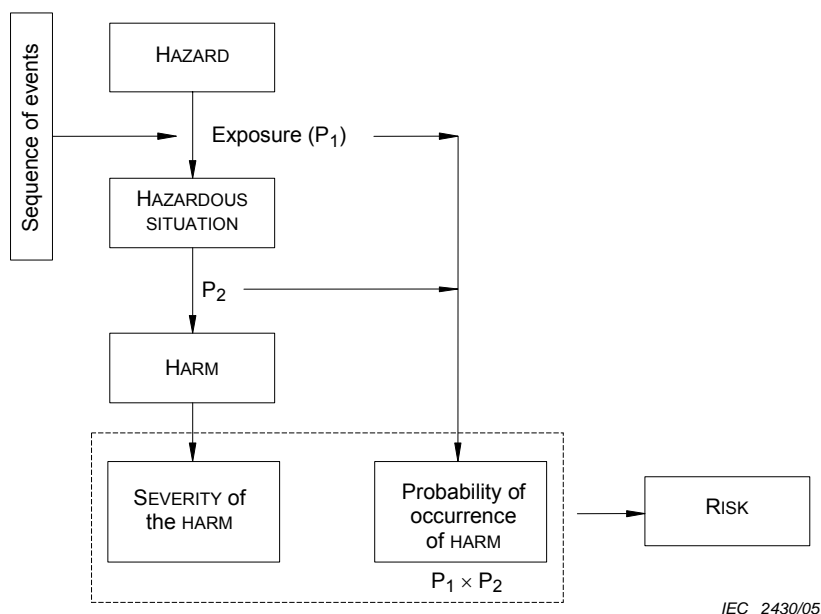 Sequence of events
HAZARD
Exposure (P₁)
HAZARDOUS
SITUATION
P₂
HARM
SEVERITY of
the HARM
Probability of
occurrence
of HARM
P₁ × P₂
RISK
IEC 2430/05